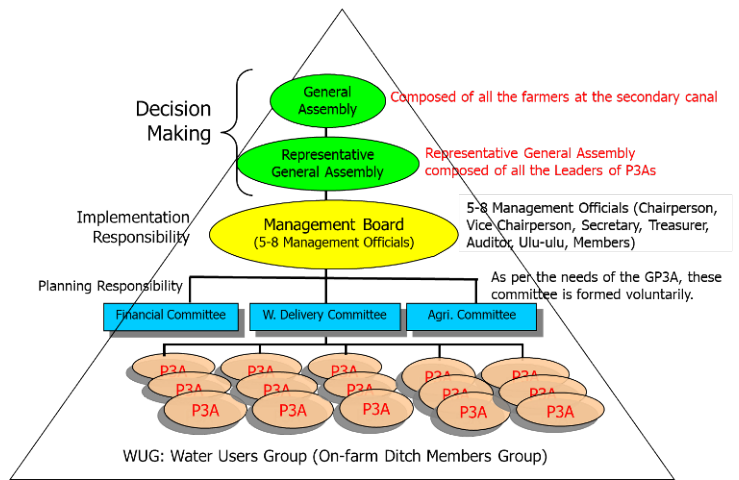 General
Assembly
Composed of all the farmers at the secondary canal
Decision
Making
Representative
General Assembly
Representative General Assembly
composed of all the Leaders of P3As
Implementation
Responsibility
Management Board
(5-8 Management Officials)
5-8 Management Officials (Chairperson,
Vice Chairperson, Secretary, Treasurer,
Auditor, Ulu-ulu, Members)
Planning Responsibility
As per the needs of the GP3A, these
committee is formed voluntarily.
Financial Committee
W. Delivery Committee
Agri. Committee
P3A P3A P3A P3A P3A
P3A P3A P3A P3A P3A
P3A P3A P3A P3A P3A
WUG: Water Users Group (On-farm Ditch Members Group)